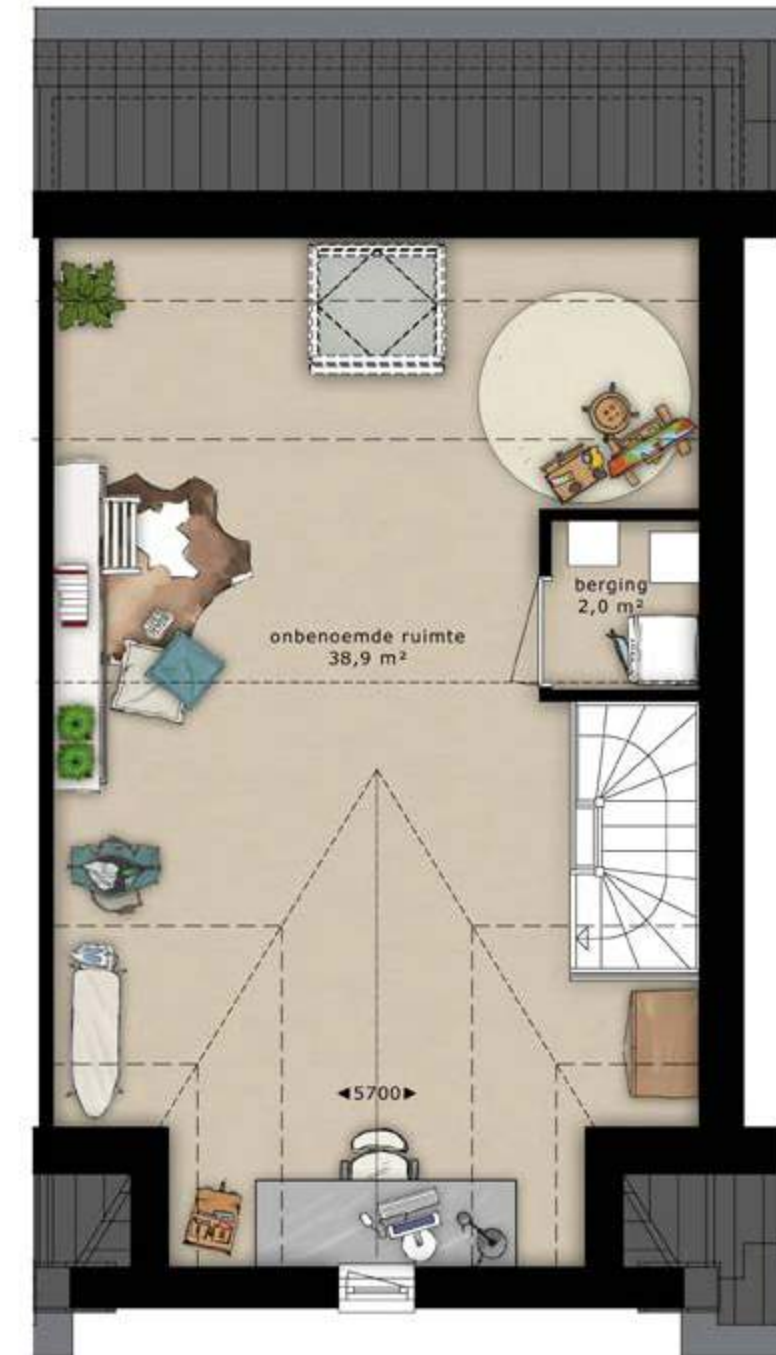 berging
2,0 m²
onbenoemde ruimte
38,9 m²
◄5700►